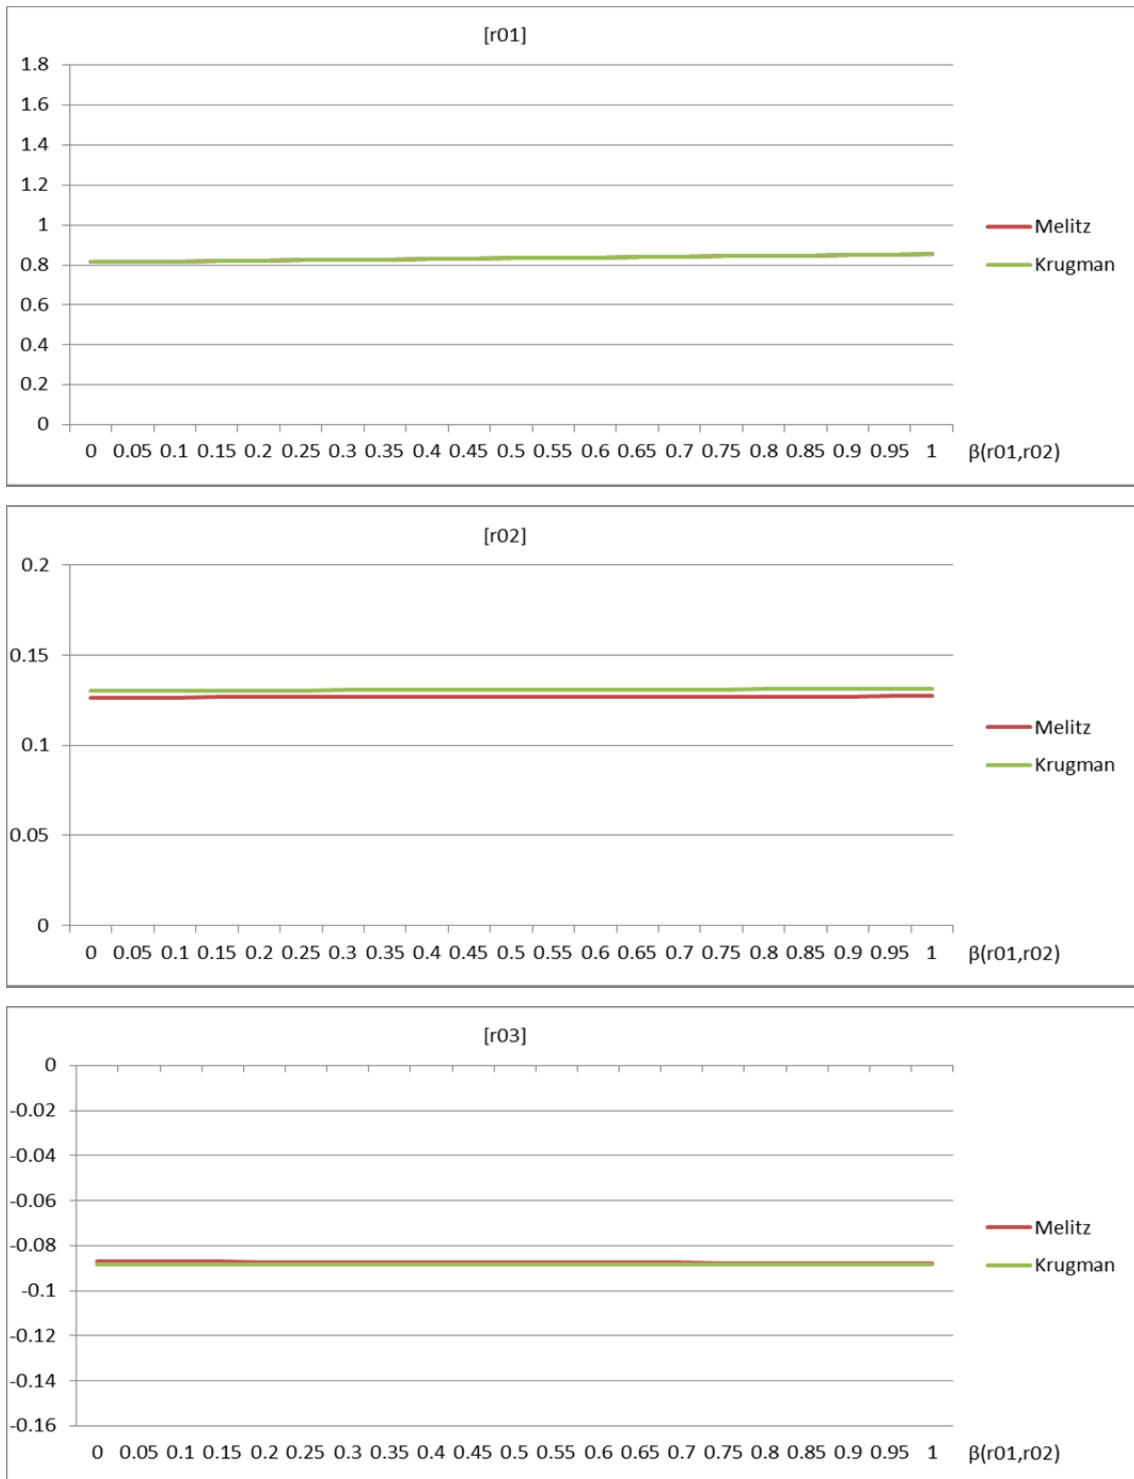 [r01]
1.8
1.6
1.4
1.2
1
0.8
0.6
0.4
0.2
0
0 0.05 0.1 0.15 0.2 0.25 0.3 0.35 0.4 0.45 0.5 0.55 0.6 0.65 0.7 0.75 0.8 0.85 0.9 0.95 1 β(r01,r02)
Melitz
Krugman
[r02]
0.2
0.15
0.1
0.05
0
0 0.05 0.1 0.15 0.2 0.25 0.3 0.35 0.4 0.45 0.5 0.55 0.6 0.65 0.7 0.75 0.8 0.85 0.9 0.95 1 β(r01,r02)
Melitz
Krugman
[r03]
0
-0.02
-0.04
-0.06
-0.08
-0.1
-0.12
-0.14
-0.16
0 0.05 0.1 0.15 0.2 0.25 0.3 0.35 0.4 0.45 0.5 0.55 0.6 0.65 0.7 0.75 0.8 0.85 0.9 0.95 1 β(r01,r02)
Melitz
Krugman